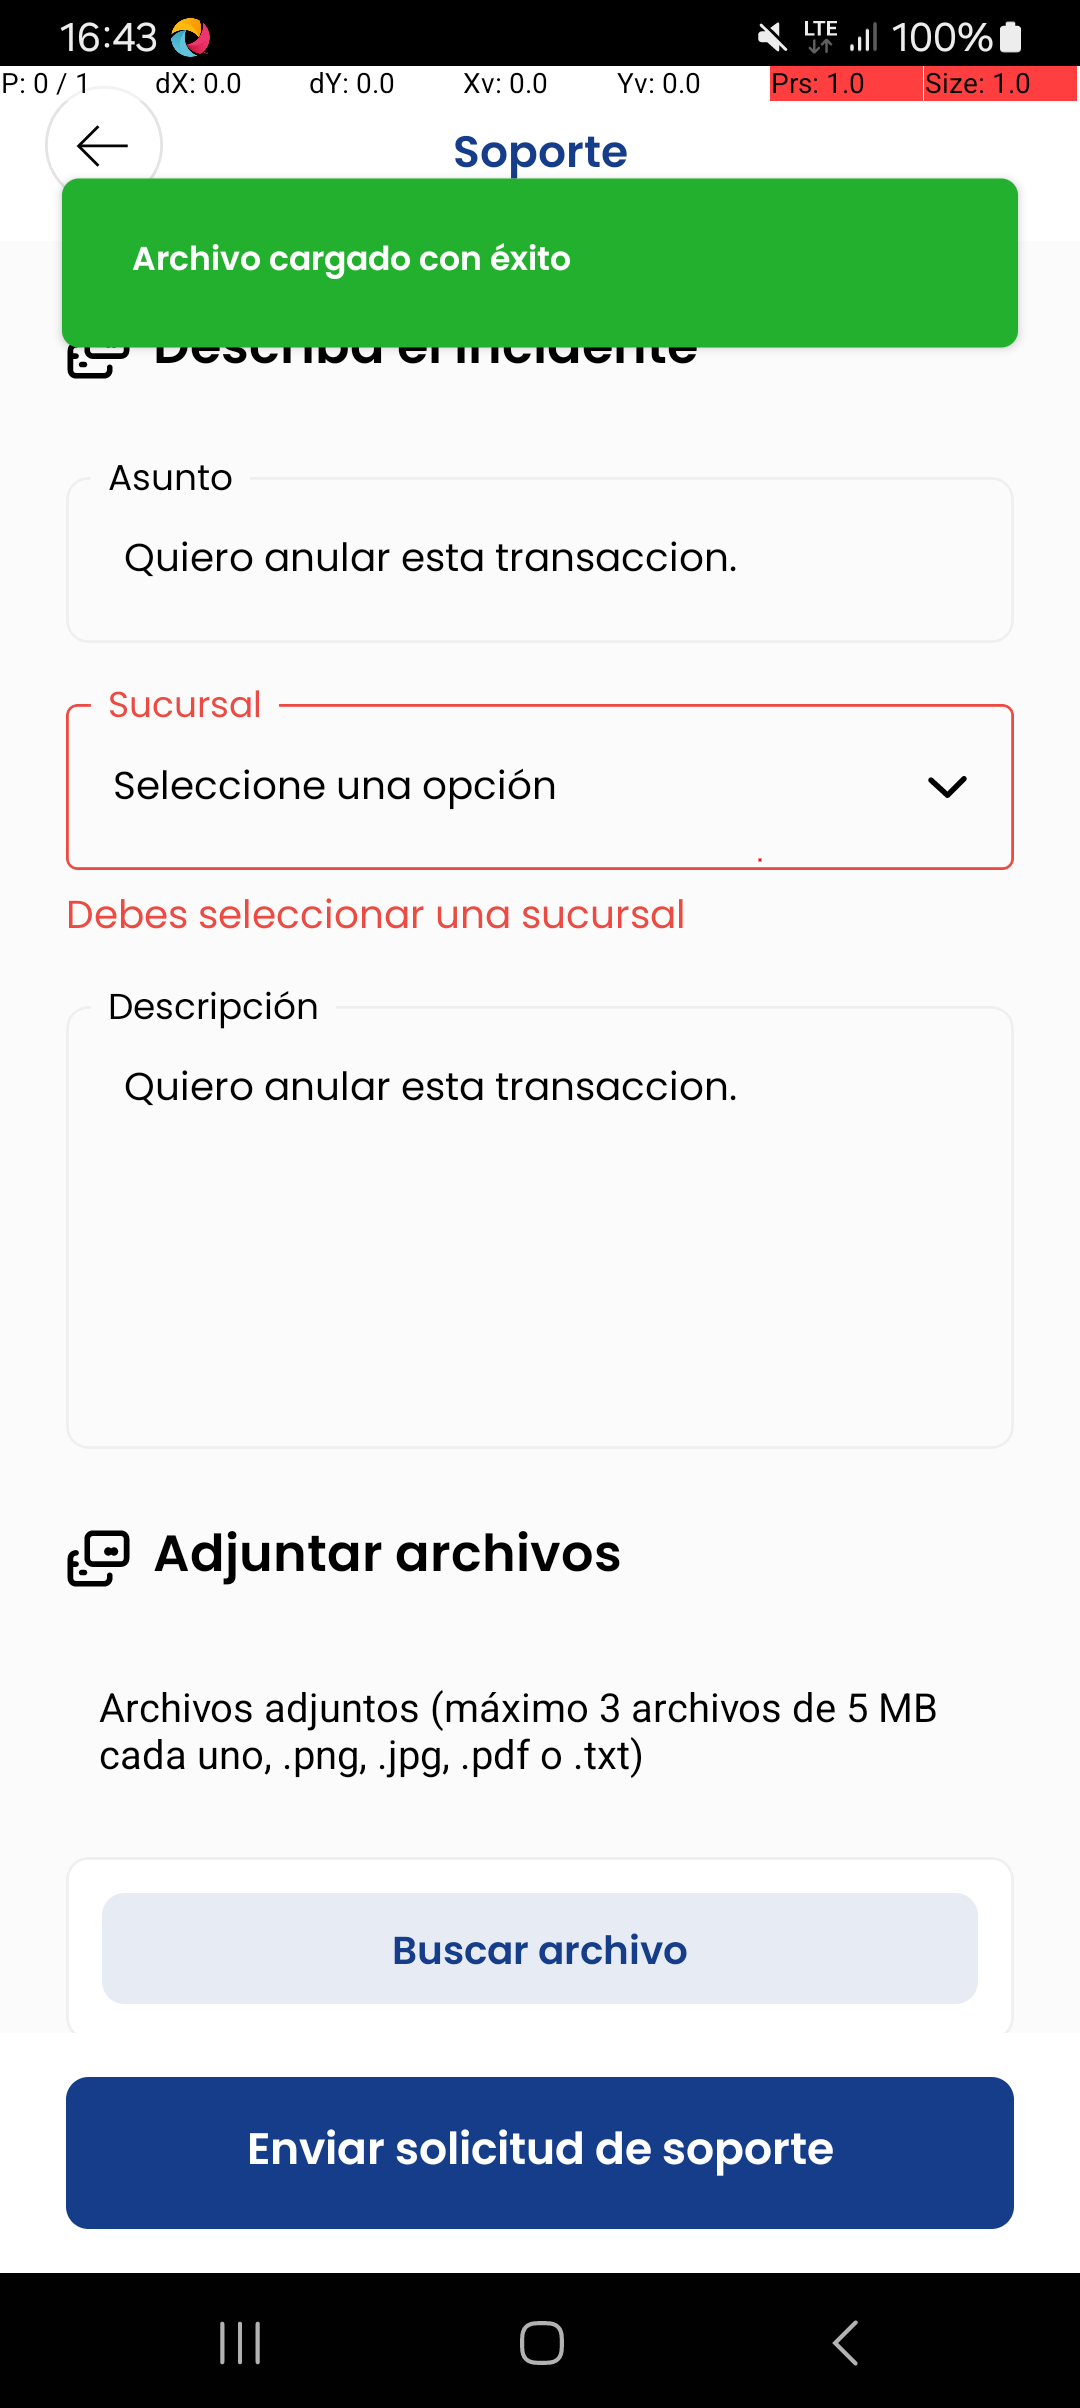 16:43 LTE 100%
P: 0 / 1 dX: 0.0 dY: 0.0 Xv: 0.0 Yv: 0.0 Prs: 1.0 Size: 1.0
Soporte
Archivo cargado con éxito
Describa el incidente
Asunto
Quiero anular esta transaccion.
Sucursal
Seleccione una opción
Debes seleccionar una sucursal
Descripción
Quiero anular esta transaccion.
Adjuntar archivos
Archivos adjuntos (máximo 3 archivos de 5 MB
cada uno, .png, .jpg, .pdf o .txt)
Buscar archivo
Enviar solicitud de soporte